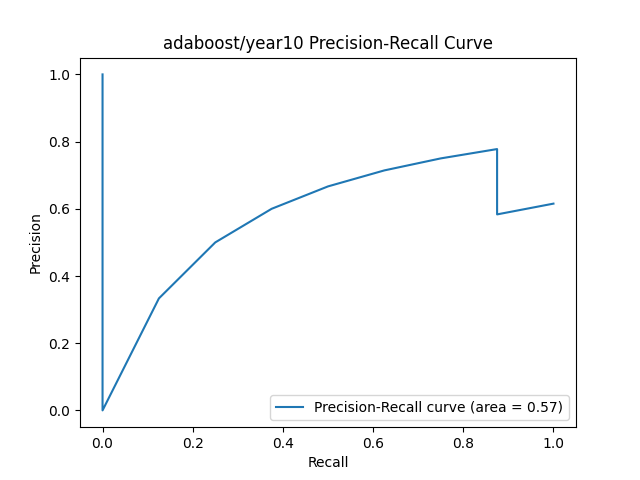 adaboost/year10 Precision-Recall Curve
1.0
0.8
0.6
0.4
0.2
0.0
Precision
Precision-Recall curve (area = 0.57)
0.0 0.2 0.4 0.6 0.8 1.0
Recall